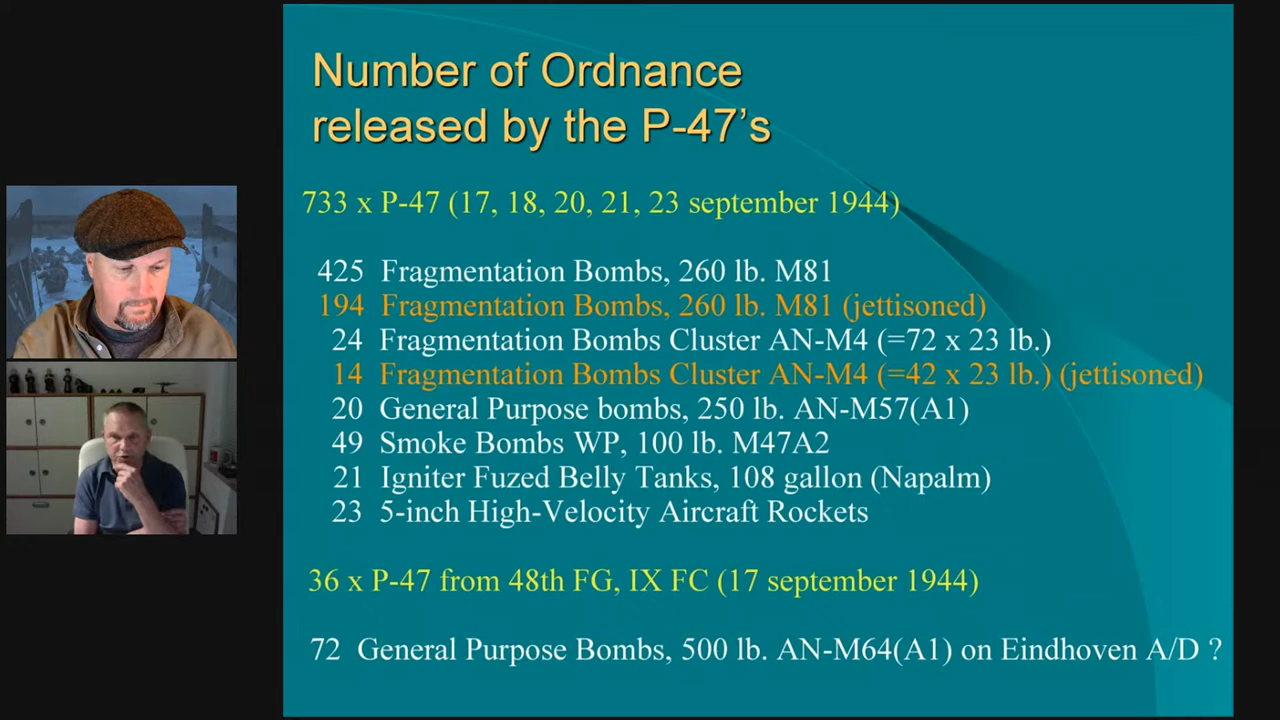 Number of Ordnance
released by the P-47's
733 x P-47 (17, 18, 20, 21, 23 september 1944)
425 Fragmentation Bombs, 260 lb. M81
194 Fragmentation Bombs, 260 lb. M81 (jettisoned)
24 Fragmentation Bombs Cluster AN-M4 (=72 x 23 lb.)
14 Fragmentation Bombs Cluster AN-M4 (=42 x 23 lb.) (jettisoned)
20 General Purpose bombs, 250 lb. AN-M57(A1)
49 Smoke Bombs WP, 100 lb. M47A2
21 Igniter Fuzed Belly Tanks, 108 gallon (Napalm)
23 5-inch High-Velocity Aircraft Rockets
36 x P-47 from 48th FG, IX FC (17 september 1944)
72 General Purpose Bombs, 500 lb. AN-M64(A1) on Eindhoven A/D ?